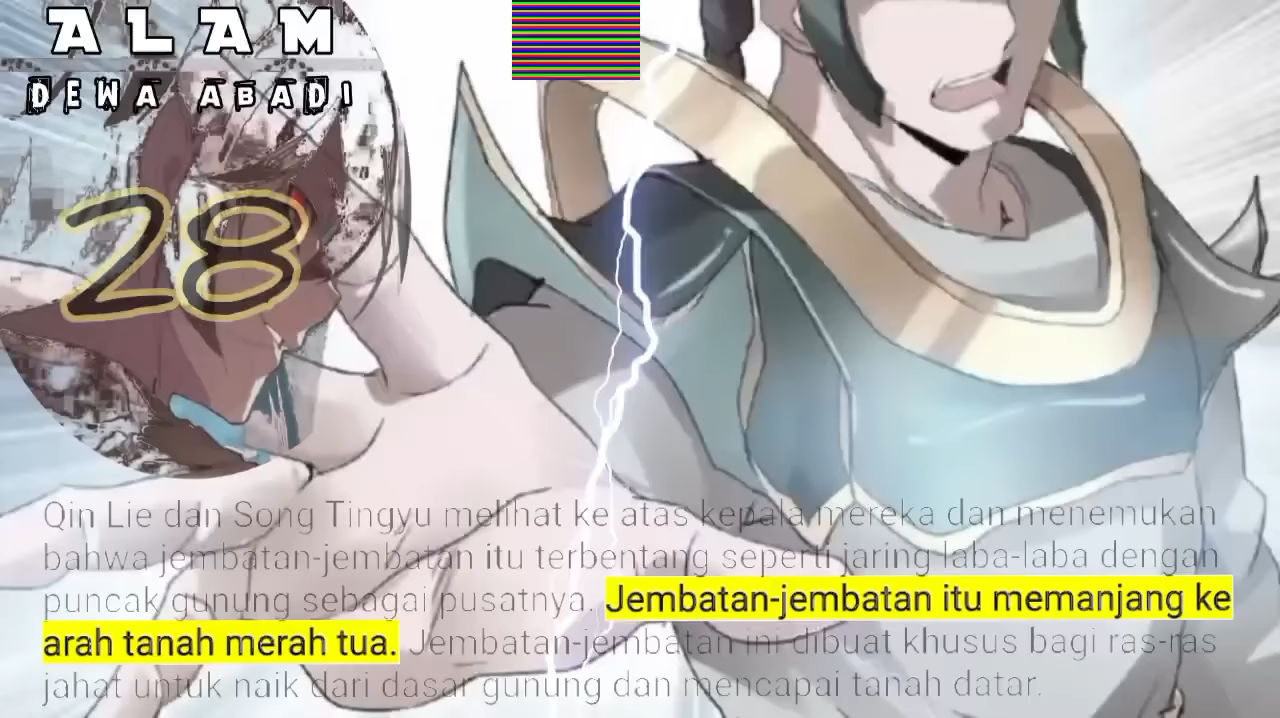 ALAM
DEWA ABADI
28
Qin Lie dan Song Tingyu melihat ke atas kepala mereka dan menemukan
bahwa jembatan-jembatan itu terbentang seperti jaring laba-laba dengan
puncak gunung sebagai pusatnya. Jembatan-jembatan itu memanjang ke
arah tanah merah tua. Jembatan-jembatan ini dibuat khusus bagi ras-ras
jahat untuk naik dari dasar gunung dan mencapai tanah datar.